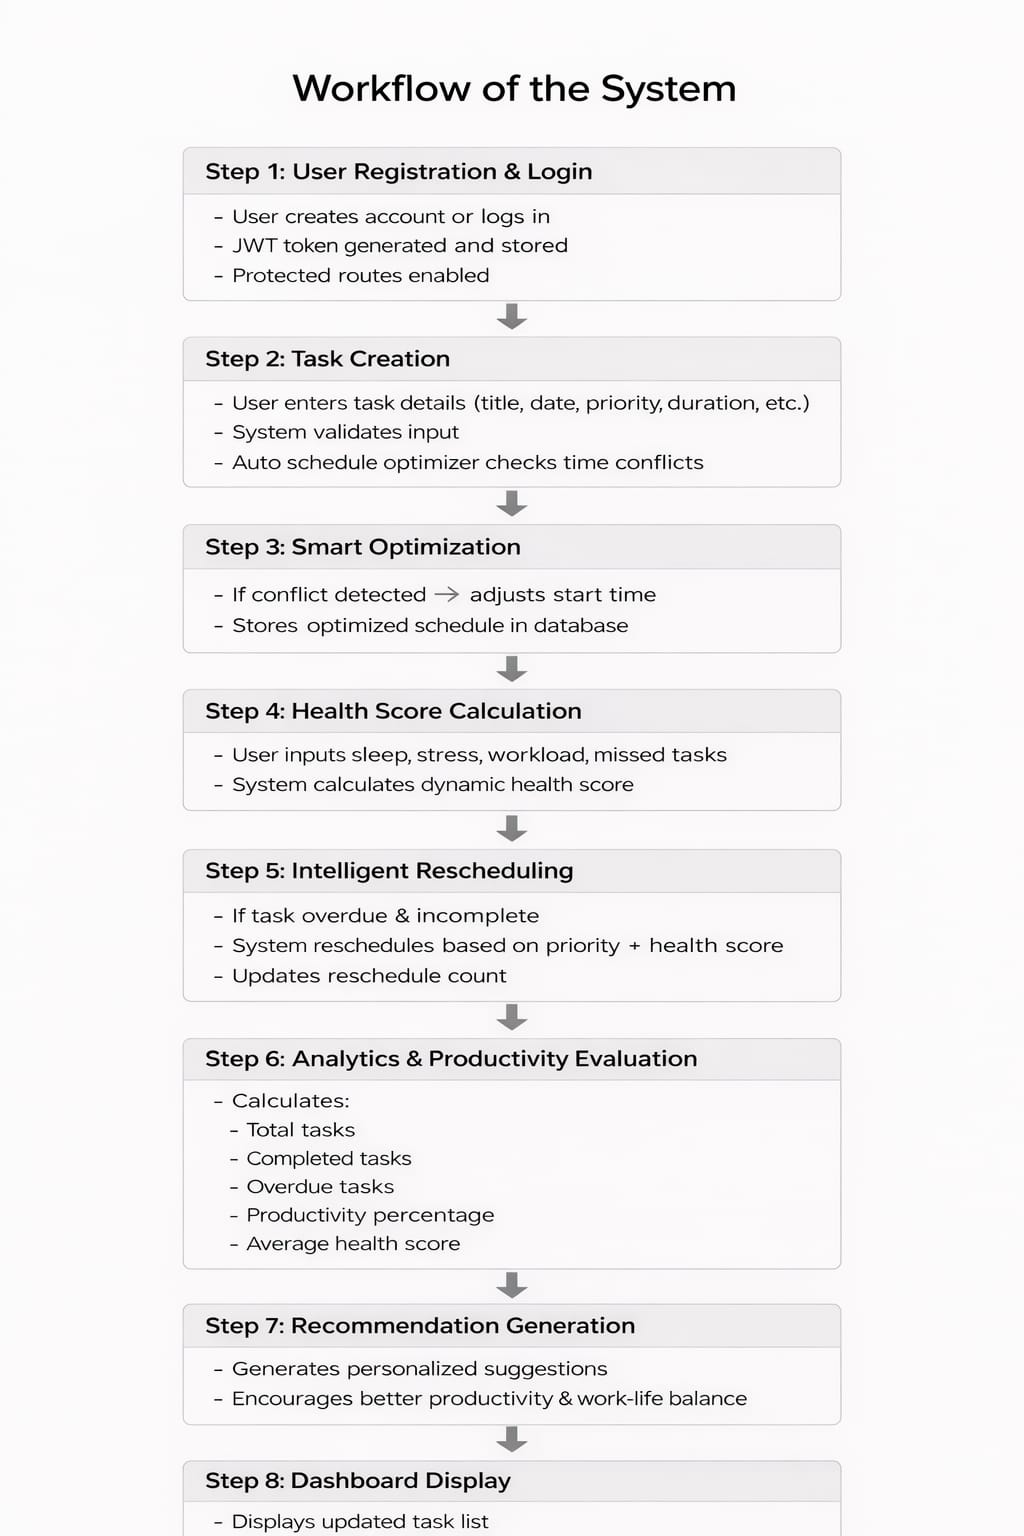 Workflow of the System
Step 1: User Registration & Login
- User creates account or logs in
- JWT token generated and stored
- Protected routes enabled
Step 2: Task Creation
- User enters task details (title, date, priority, duration, etc.)
- System validates input
- Auto schedule optimizer checks time conflicts
Step 3: Smart Optimization
- If conflict detected → adjusts start time
- Stores optimized schedule in database
Step 4: Health Score Calculation
- User inputs sleep, stress, workload, missed tasks
- System calculates dynamic health score
Step 5: Intelligent Rescheduling
- If task overdue & incomplete
- System reschedules based on priority + health score
- Updates reschedule count
Step 6: Analytics & Productivity Evaluation
- Calculates:
- Total tasks
- Completed tasks
- Overdue tasks
- Productivity percentage
- Average health score
Step 7: Recommendation Generation
- Generates personalized suggestions
- Encourages better productivity & work-life balance
Step 8: Dashboard Display
- Displays updated task list